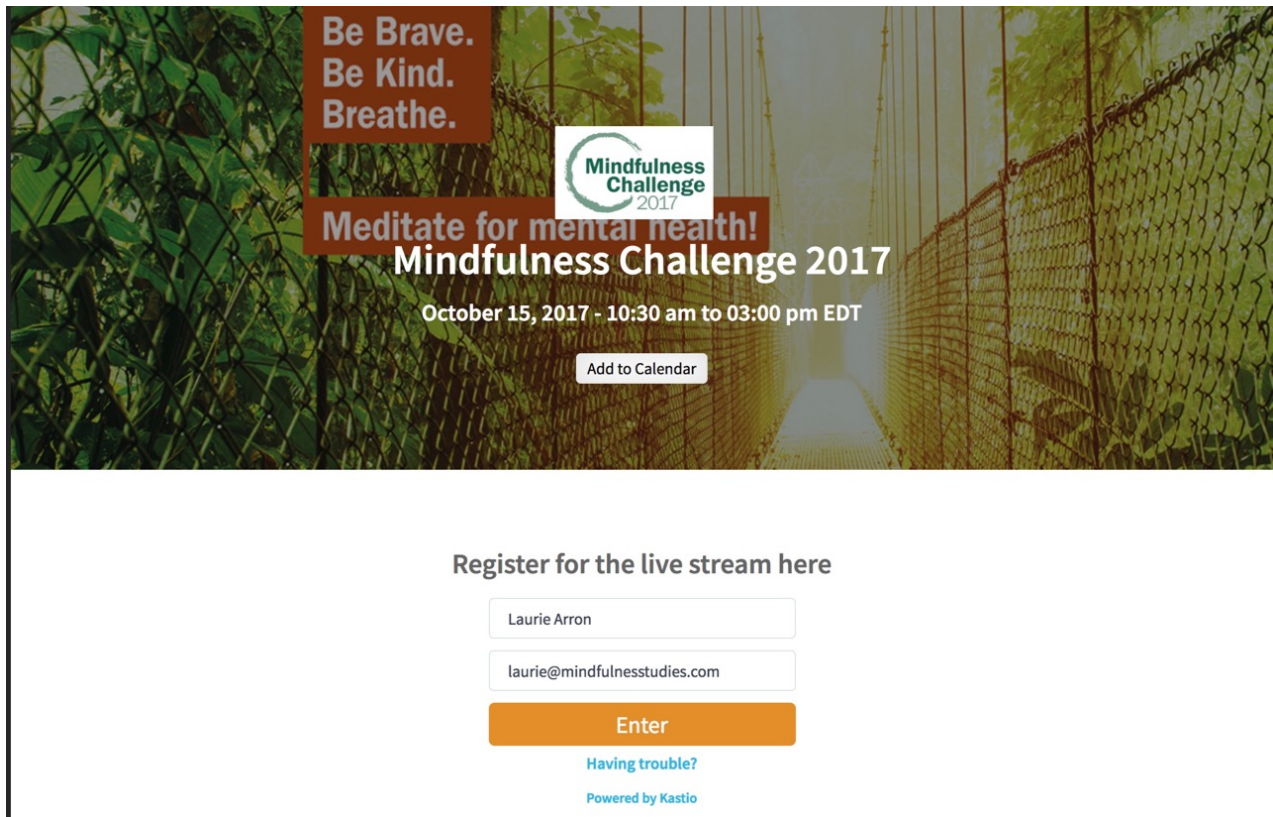 Be Brave.
Be Kind.
Breathe.
Mindfulness
Challenge
2017
Meditate for mental health!
Mindfulness Challenge 2017
October 15, 2017 - 10:30 am to 03:00 pm EDT
Add to Calendar
Register for the live stream here
Laurie Arron
laurie@mindfulnesstudies.com
Enter
Having trouble?
Powered by Kastio